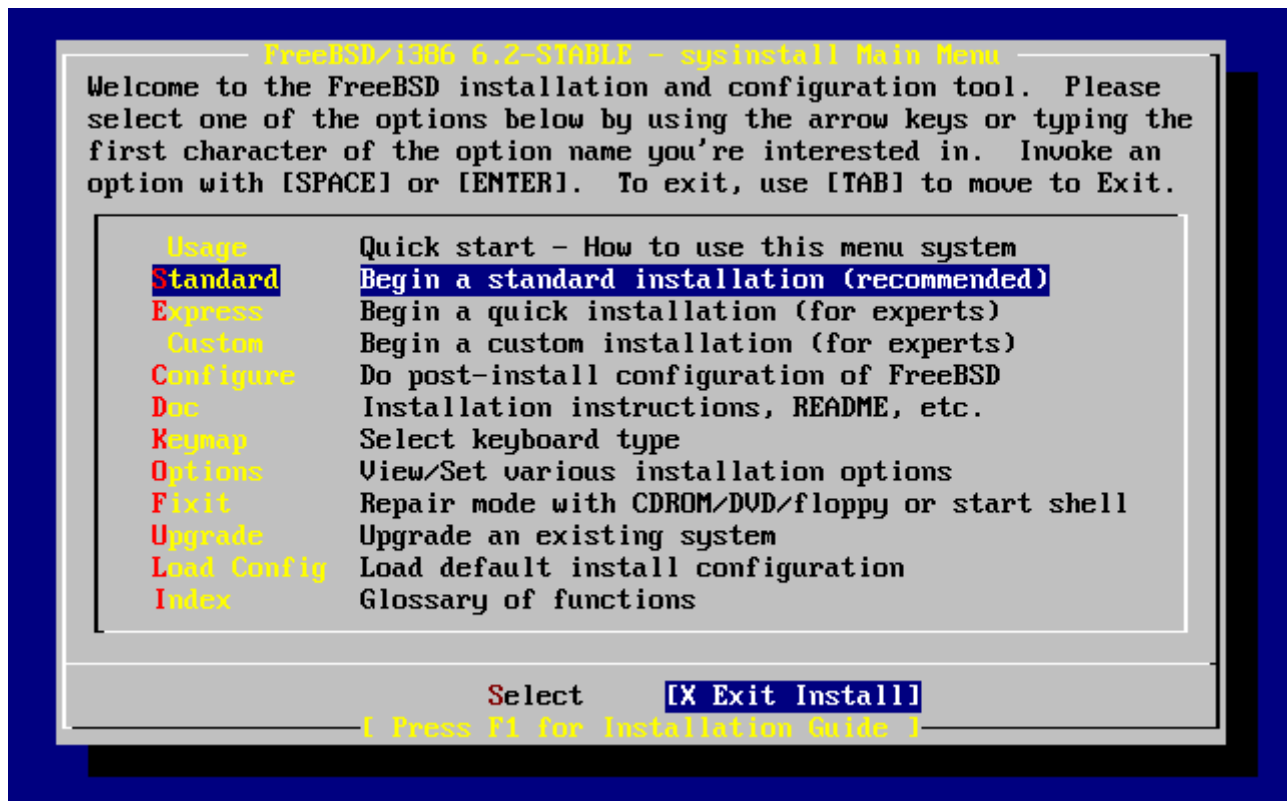 FreeBSD/i386 6.2-STABLE - sysinstall Main Menu
Welcome to the FreeBSD installation and configuration tool.  Please
select one of the options below by using the arrow keys or typing the
first character of the option name you're interested in.  Invoke an
option with [SPACE] or [ENTER].  To exit, use [TAB] to move to Exit.
Usage Quick start - How to use this menu system
Standard Begin a standard installation (recommended)
Express Begin a quick installation (for experts)
Custom Begin a custom installation (for experts)
Configure Do post-install configuration of FreeBSD
Doc Installation instructions, README, etc.
Keymap Select keyboard type
Options View/Set various installation options
Fixit Repair mode with CDROM/DVD/floppy or start shell
Upgrade Upgrade an existing system
Load Config Load default install configuration
Index Glossary of functions
Select [X Exit Install]
[ Press F1 for Installation Guide ]